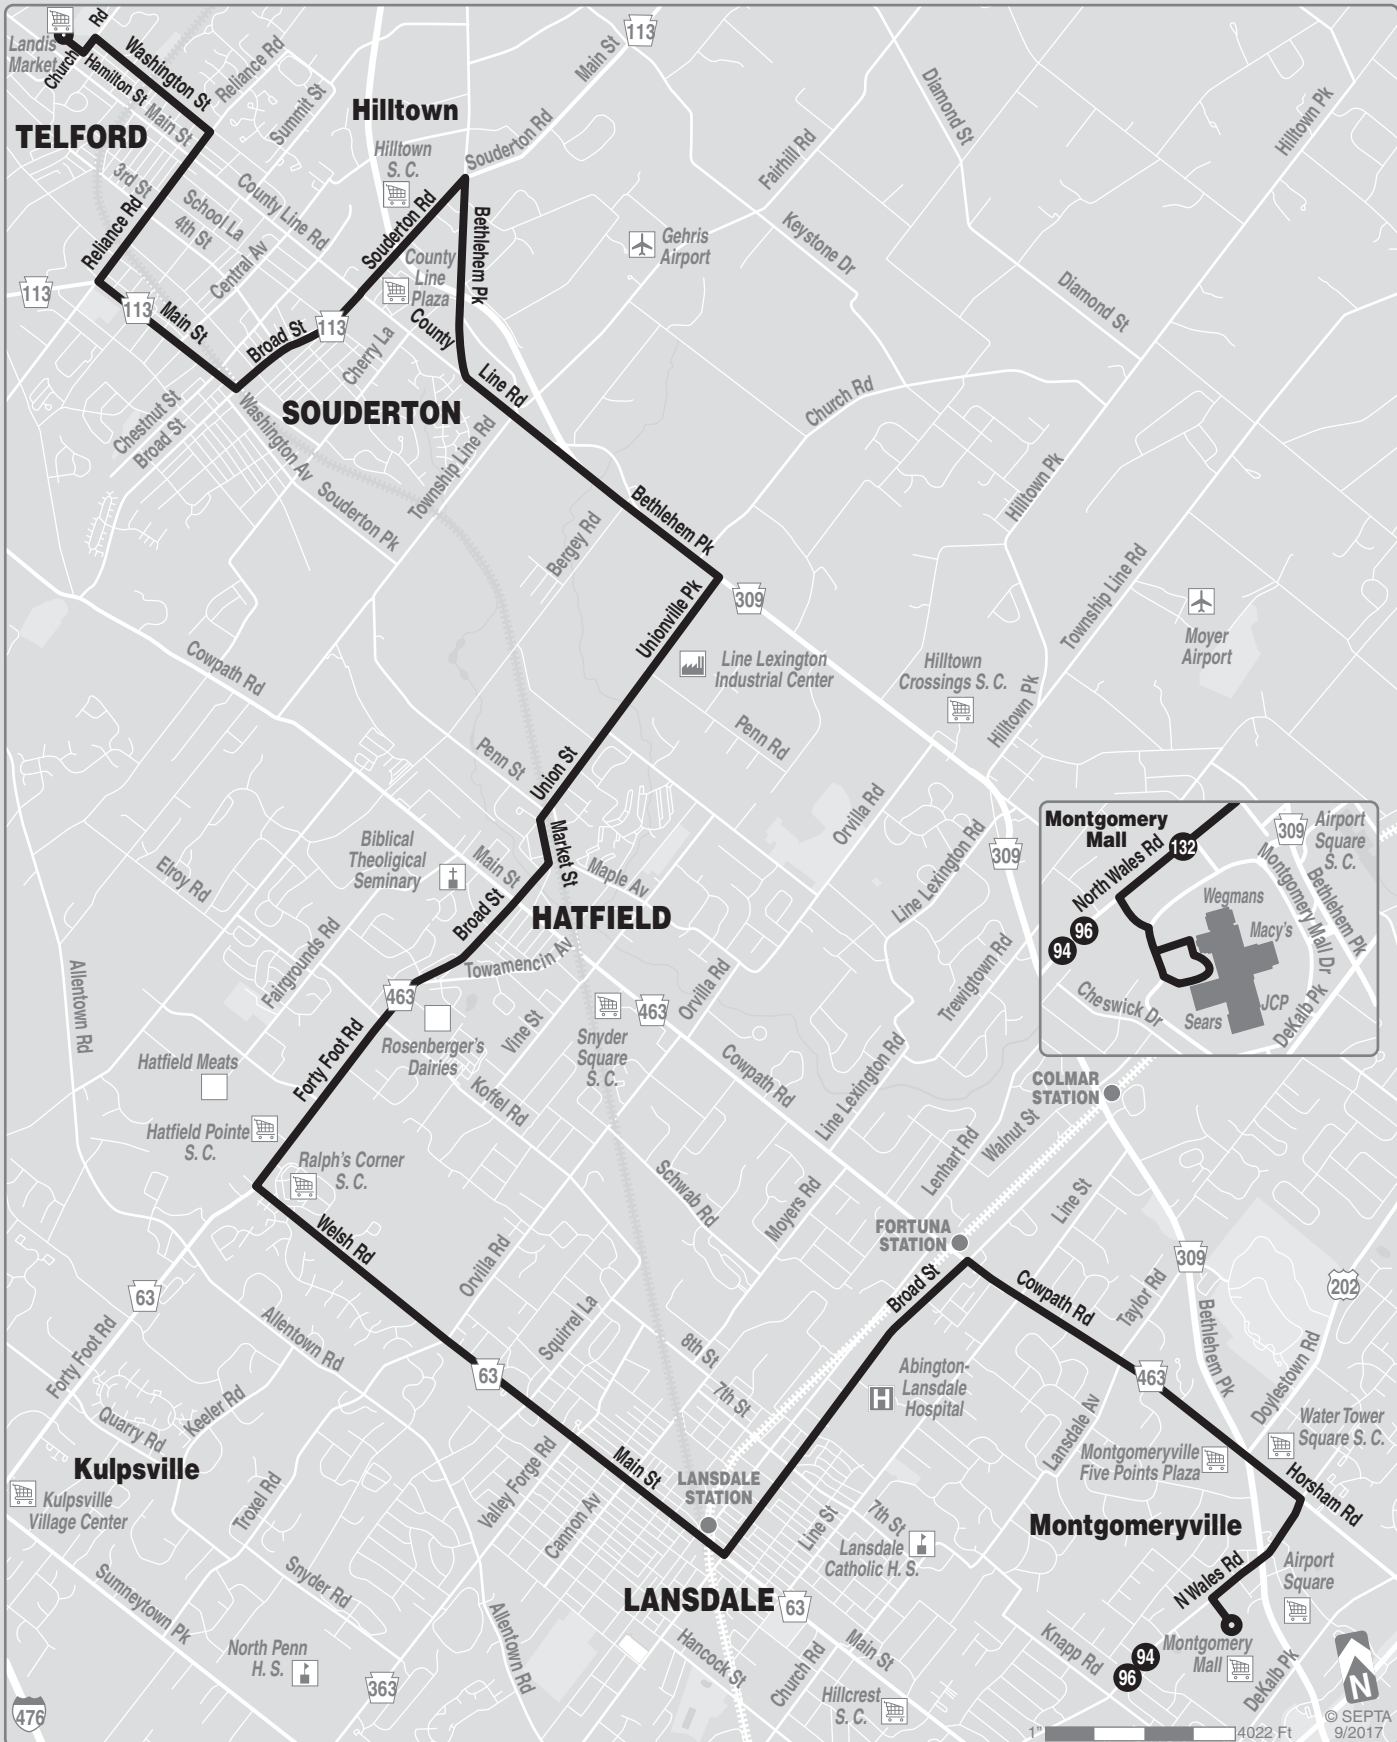 Landis
Market
Church
Rd
Hamilton St
Washington St
Main St
Reliance Rd
Summit St
TELFORD
Hilltown
Hilltown
S. C.
113
Main St
Souderton Rd
Diamond St
Fairhill Rd
Hilltown Pk
3rd St
School La
4th St
County Line Rd
Central Av
Reliance Rd
Souderton Rd
Bethlehem Pk
County
Line
Plaza
Gehris
Airport
Keystone Dr
Diamond St
113
113
Main St
Broad St
113
Cherry La
County
Line Rd
SOUDERTON
Chestnut St
Broad St
Washington Av
Souderton Pk
Township Line Rd
Church Rd
Hilltown Pk
Bergey Rd
Bethlehem Pk
Unionville Pk
309
Township Line Rd
Moyer
Airport
Cowpath Rd
Line Lexington
Industrial Center
Hilltown
Crossings S. C.
Hilltown Pk
Penn Rd
Penn St
Union St
Market St
Orvilla Rd
Line Lexington Rd
309
Biblical
Theoligical
Seminary
Main St
Maple Av
Elroy Rd
Broad St
HATFIELD
Fairgrounds Rd
Towamencin Av
Allentown Rd
463
Orvilla Rd
463
Trewigtown Rd
Montgomery
Mall
132
North Wales Rd
309
Airport
Square
S. C.
Montgomery Mall Dr
Bethlehem Pk
Wegmans
Macy's
96
94
Cheswick Dr
Sears
JCP
DeKalb Pk
Forty Foot Rd
Rosenberger's
Dairies
Vine St
Snyder
Square
S. C.
Koffel Rd
Cowpath Rd
Line Lexington Rd
COLMAR
STATION
Hatfield Meats
Hatfield Pointe
S. C.
Ralph's Corner
S. C.
Walnut St
Lenhart Rd
Schwab Rd
Moyers Rd
Line St
FORTUNA
STATION
Welsh Rd
Orvilla Rd
63
Forty Foot Rd
Allentown Rd
Squirrel La
Broad St
Cowpath Rd
Taylor Rd
309
202
Bethlehem Pk
8th St
7th St
63
Abington-
Lansdale
Hospital
463
Doylestown Rd
Quarry Rd
Keeler Rd
Kulpsville
Kulpsville
Village Center
Troxel Rd
Valley Forge Rd
Cannon Av
Main St
LANSDALE
STATION
Lansdale Av
Montgomeryville
Five Points Plaza
Water Tower
Square S. C.
Horsham Rd
Line St
7th St
Lansdale
Catholic H. S.
Montgomeryville
Sumneytown Pk
Snyder Rd
Allentown Rd
LANSDALE
63
N Wales Rd
Airport
Square
North Penn
H. S.
363
Hancock St
Church Rd
Main St
Hillcrest
S. C.
Knapp Rd
94
96
Montgomery
Mall
DeKalb Pk
476
N
1"
4022 Ft
© SEPTA
9/2017